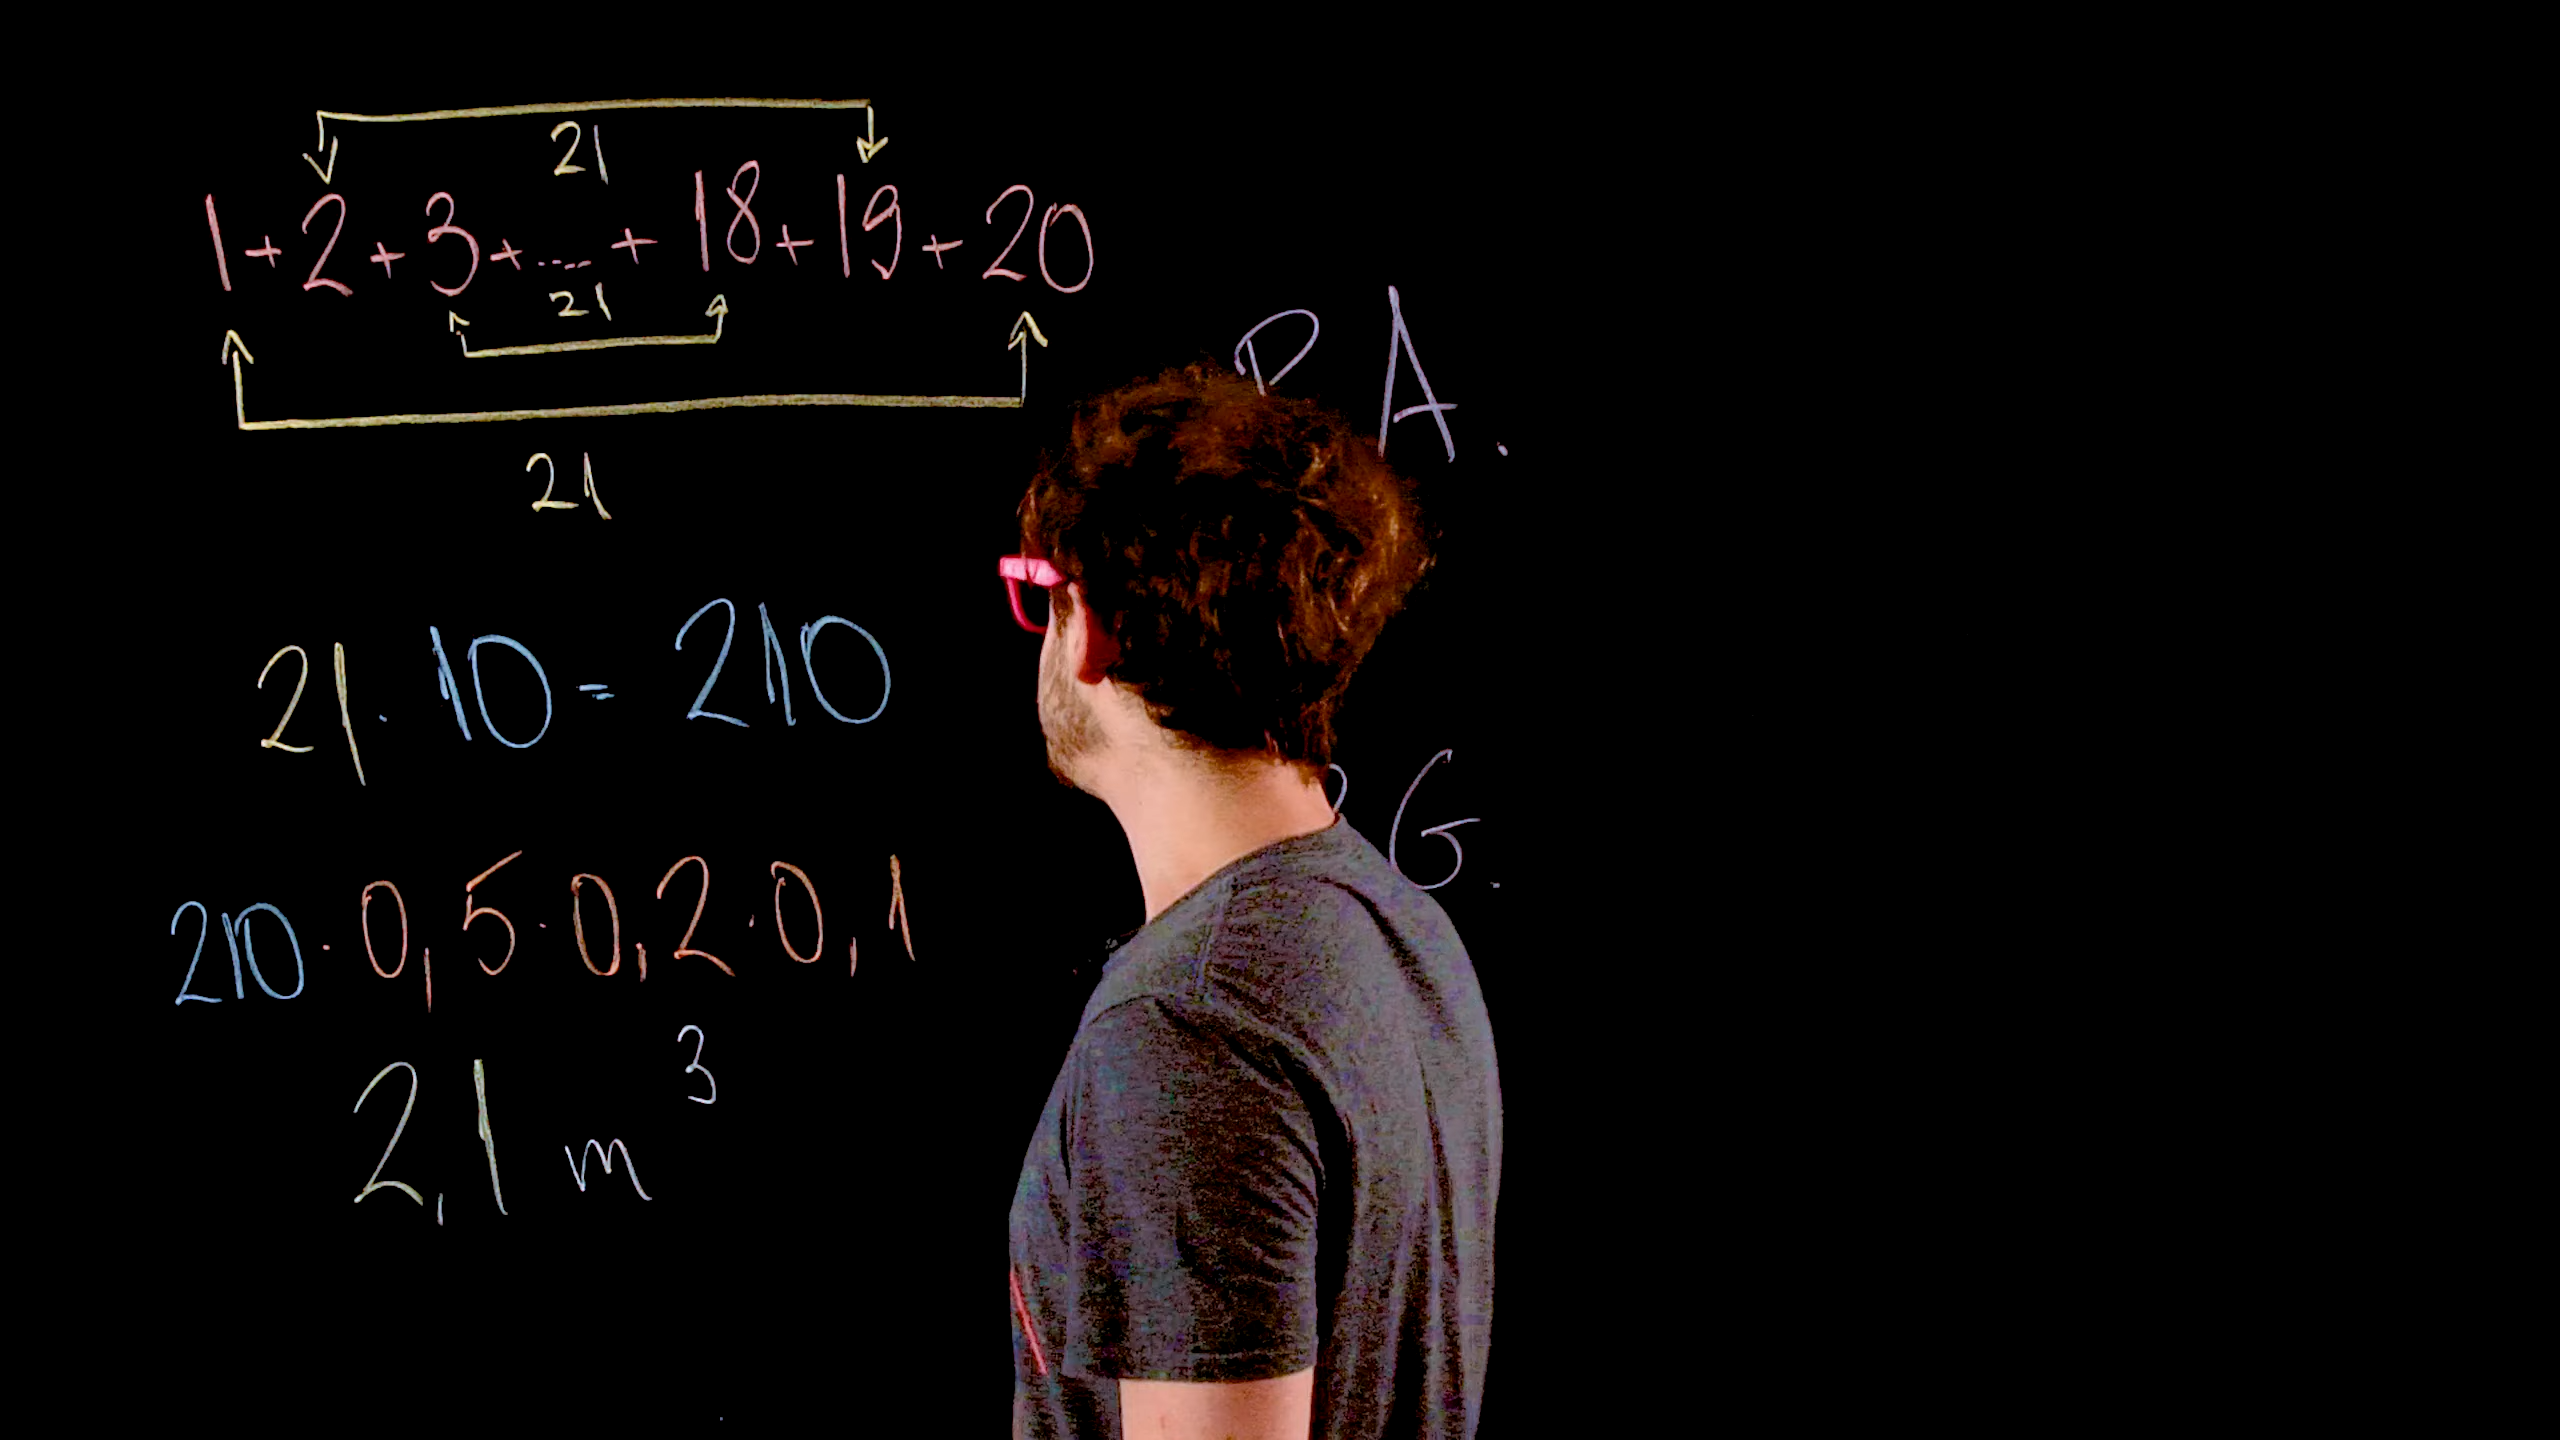 21
1+2+3+....+18+19+20
21
21
21·10=210
210·0,5·0,2·0,1
2,1 m³
P A.
G.